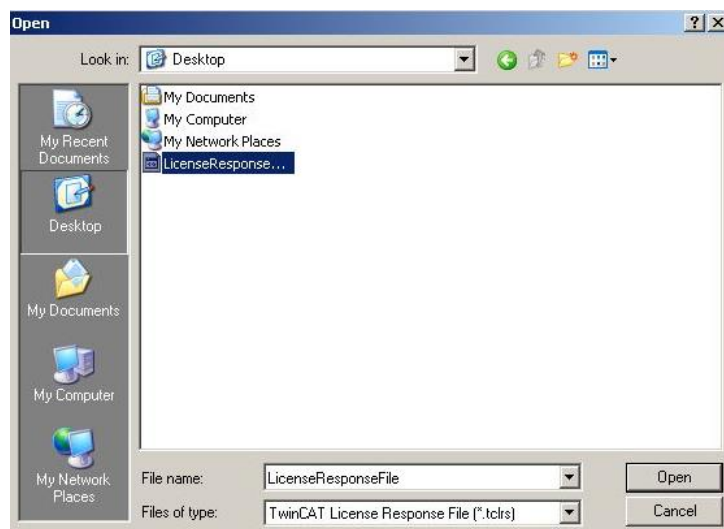 Open
Look in:
Desktop
My Documents
My Computer
My Network Places
LicenseResponse...
My Recent
Documents
Desktop
My Documents
My Computer
My Network
Places
File name:
LicenseResponseFile
Open
Files of type:
TwinCAT License Response File (*.tclrs)
Cancel